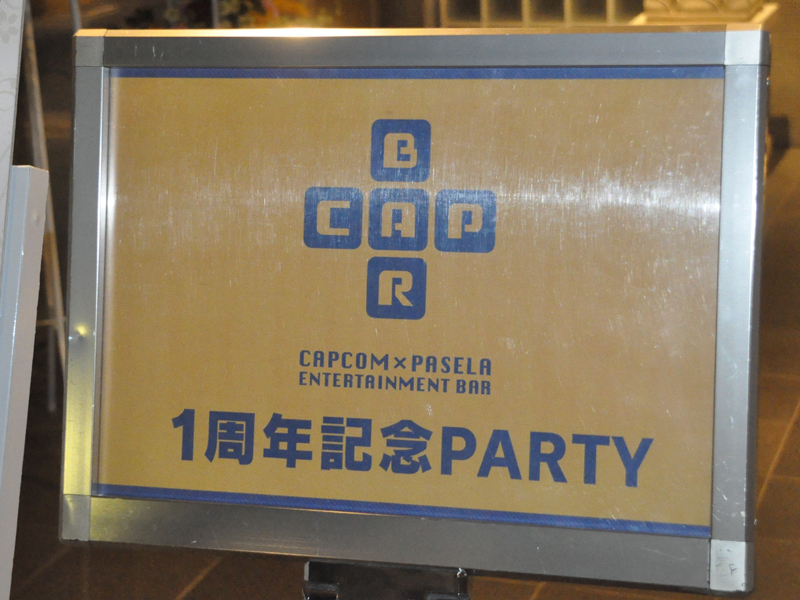 B
CAP
R
CAPCOM×PASELA
ENTERTAINMENT BAR
1周年記念PARTY